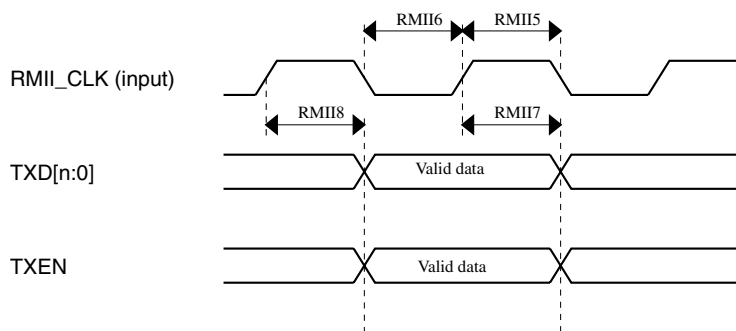 RMII6
RMII5
RMII_CLK (input)
RMII8
RMII7
TXD[n:0]
Valid data
TXEN
Valid data